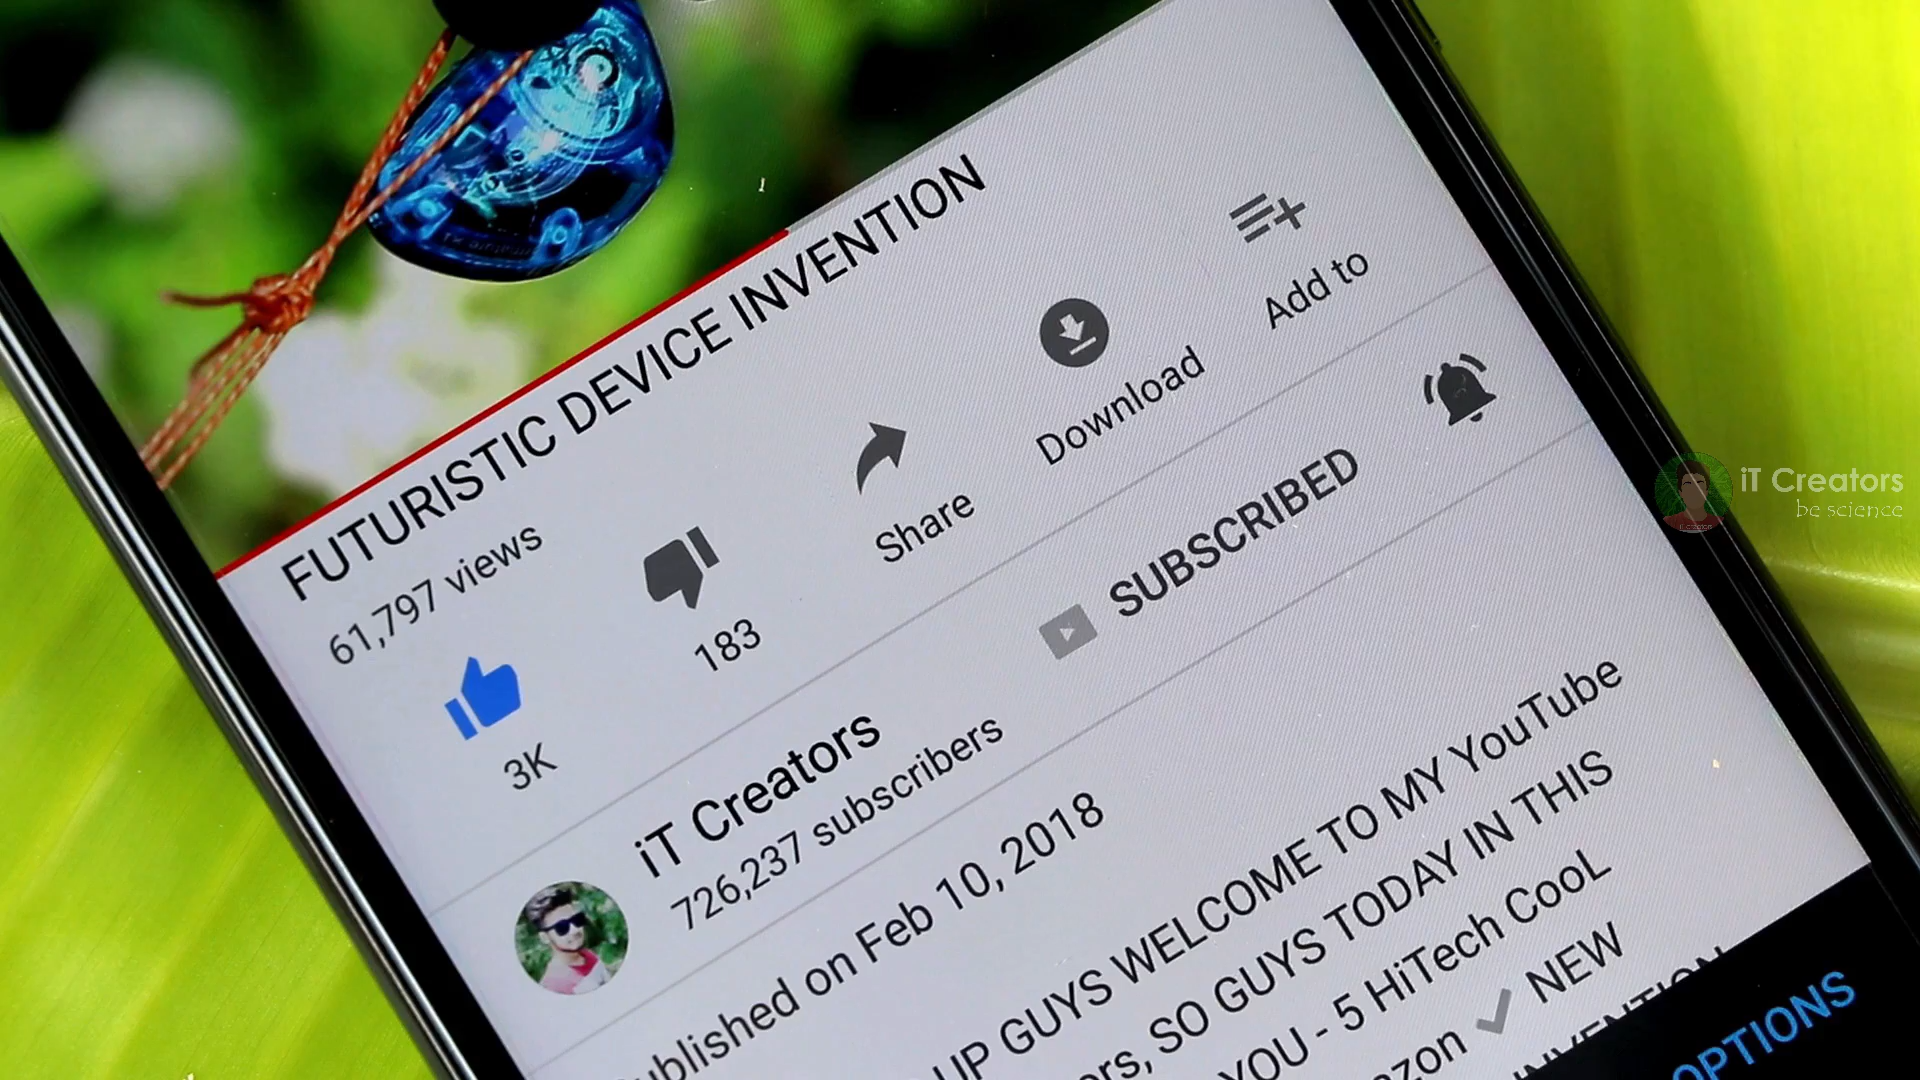 FUTURISTIC DEVICE INVENTION
61,797 views
3K
183
Share
Download
Add to
iT Creators
726,237 subscribers
SUBSCRIBED
Published on Feb 10, 2018
UP GUYS WELCOME TO MY YouTube
SO GUYS TODAY IN THIS
YOU - 5 HiTech CooL
✓ NEW
INVENTION
OPTIONS
iT Creators
be science